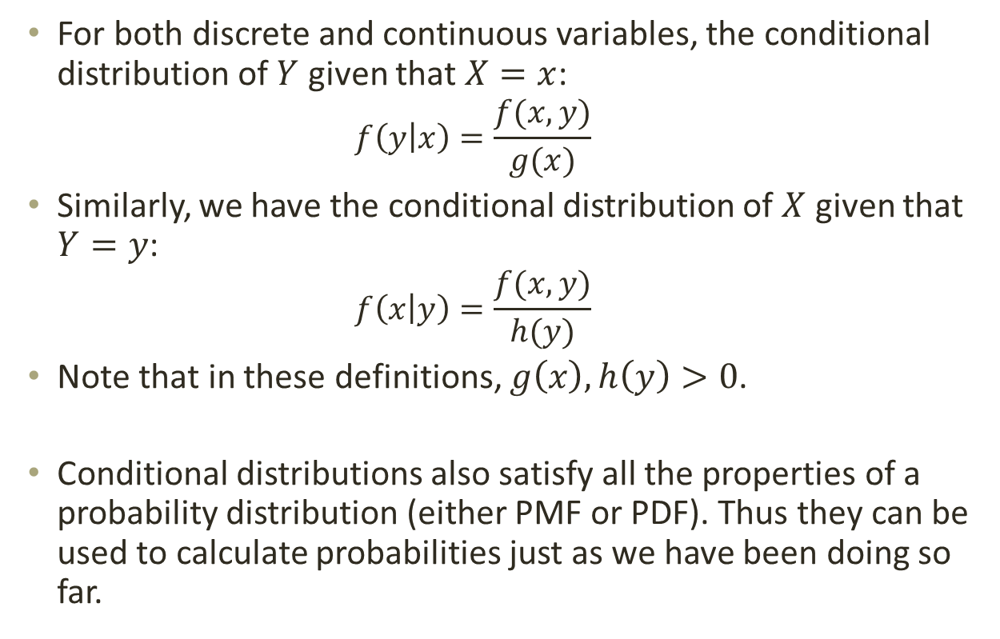 • For both discrete and continuous variables, the conditional
distribution of Y given that X = x:
f(y|x) = f(x, y) / g(x)
• Similarly, we have the conditional distribution of X given that
Y = y:
f(x|y) = f(x, y) / h(y)
• Note that in these definitions, g(x), h(y) > 0.
• Conditional distributions also satisfy all the properties of a
probability distribution (either PMF or PDF). Thus they can be
used to calculate probabilities just as we have been doing so
far.